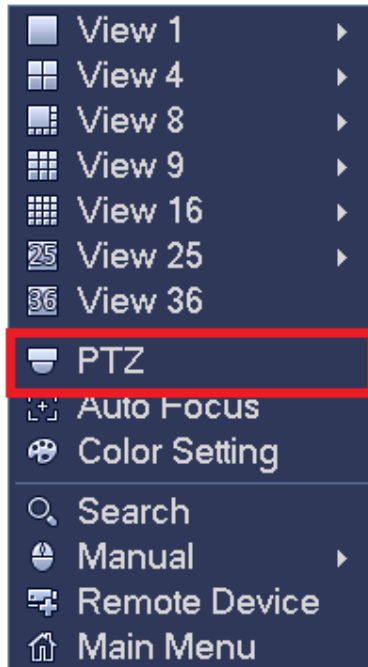 View 1
View 4
View 8
View 9
View 16
25 View 25
36 View 36
PTZ
Auto Focus
Color Setting
Search
Manual
Remote Device
Main Menu